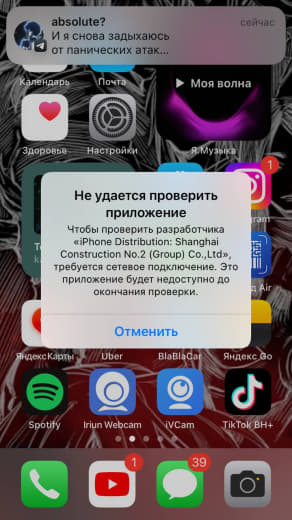 absolute?
сейчас
И я снова задыхаюсь
от панических атак...
Календарь
Почта
Моя волна
Здоровье
Настройки
Я.Музыка
1
Не удается проверить
приложение
Чтобы проверить разработчика
«iPhone Distribution: Shanghai
Construction No.2 (Group) Co.,Ltd»,
требуется сетевое подключение. Это
приложение будет недоступно до
окончания проверки.
Отменить
ЯндексКарты
Uber
BlaBlaCar
Яндекс Go
Spotify
Iriun Webcam
iVCam
TikTok BH+
1
39